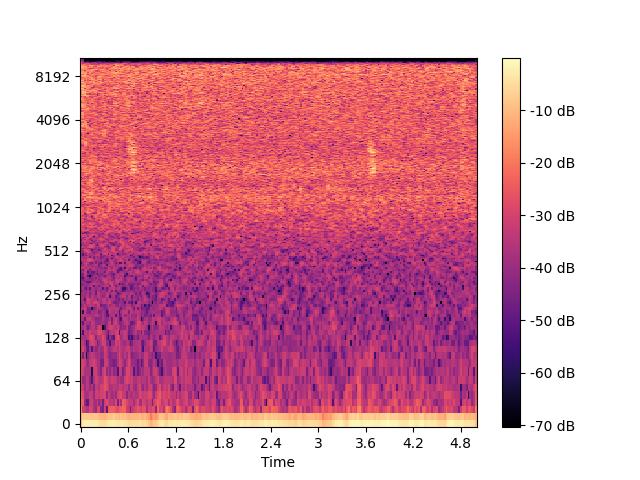 8192
4096
2048
1024
512
256
128
64
0
Hz
0 0.6 1.2 1.8 2.4 3 3.6 4.2 4.8
Time
-10 dB
-20 dB
-30 dB
-40 dB
-50 dB
-60 dB
-70 dB